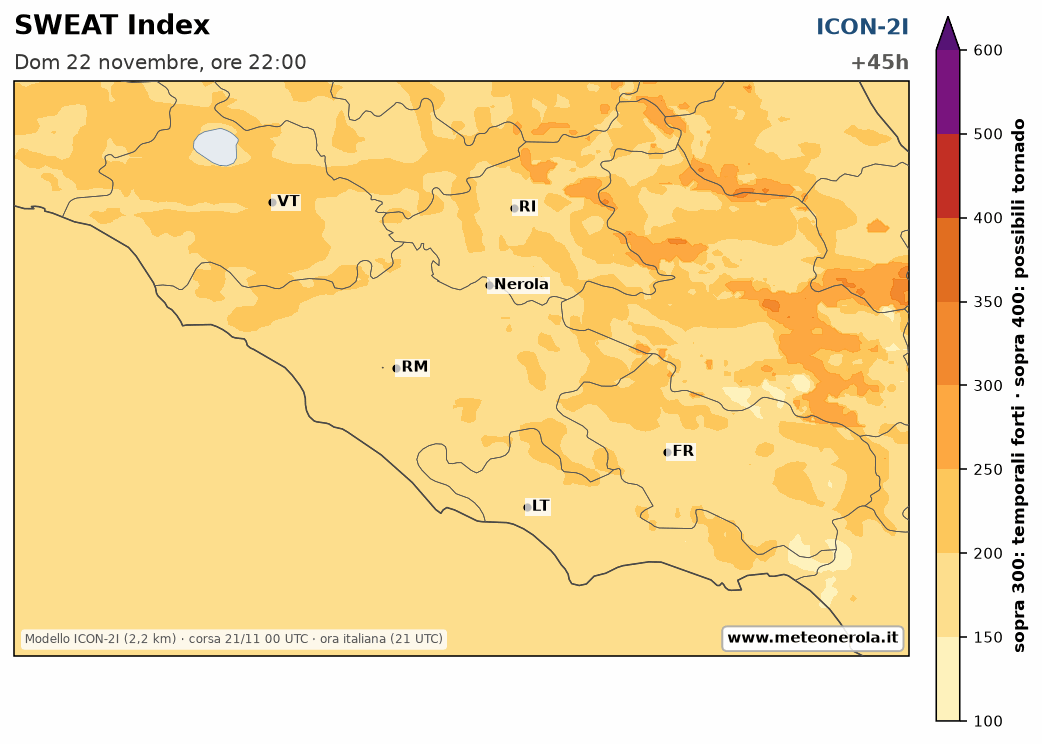 SWEAT Index
ICON-2I
Dom 22 novembre, ore 22:00
+45h
VT
RI
Nerola
RM
FR
LT
Modello ICON-2I (2,2 km) · corsa 21/11 00 UTC · ora italiana (21 UTC)
www.meteonerola.it
600
500
400
350
300
250
200
150
100
sopra 300: temporali forti · sopra 400: possibili tornado